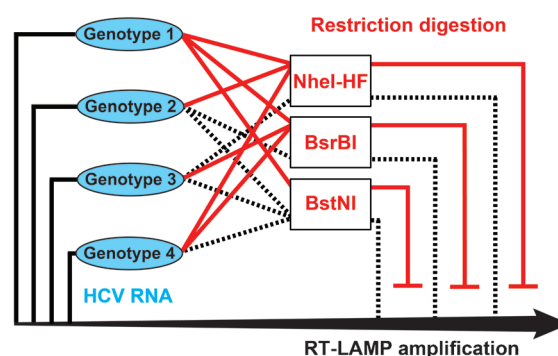 Genotype 1
Restriction digestion
NheI-HF
Genotype 2
BsrBI
Genotype 3
BstNI
Genotype 4
HCV RNA
RT-LAMP amplification